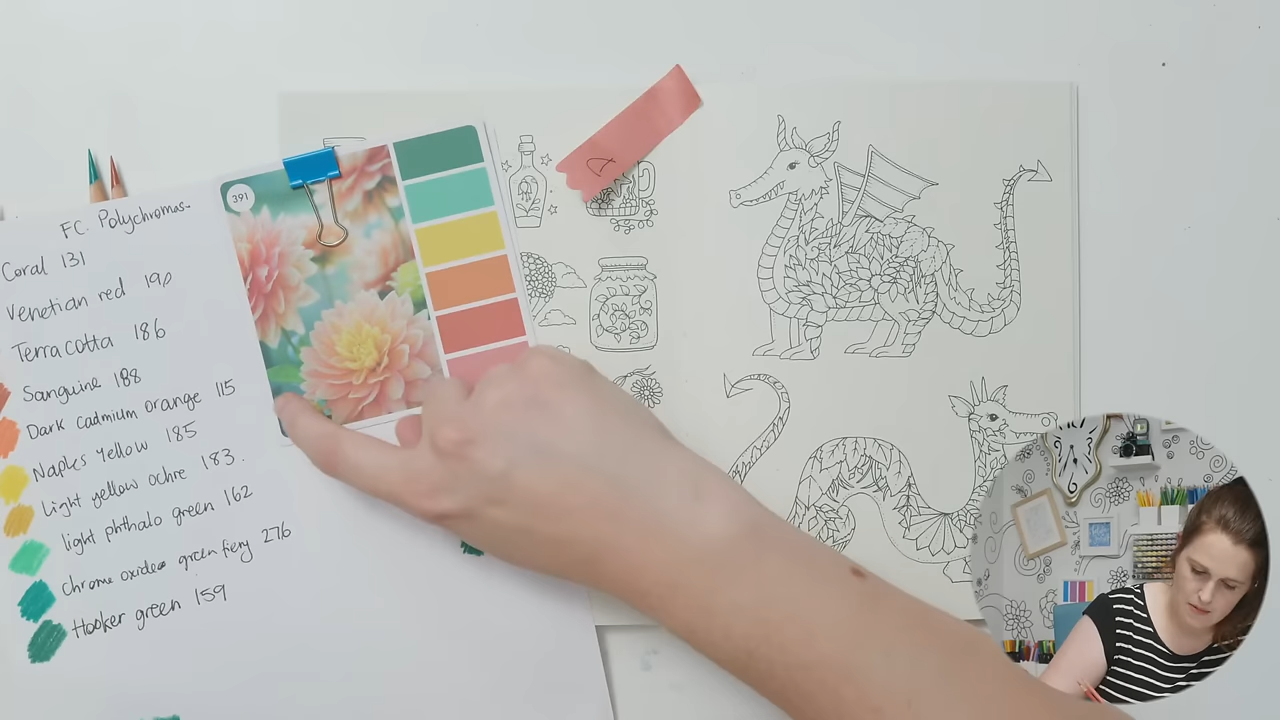 FC. Polychromas-
Coral 131
Venetian red 190
Terracotta 186
Sanguine 188
Dark Cadmium orange 115
Naples Yellow 185
Light yellow ochre 183.
light phthalo green 162
Chrome oxide green fiery 276
Hooker green 159
391